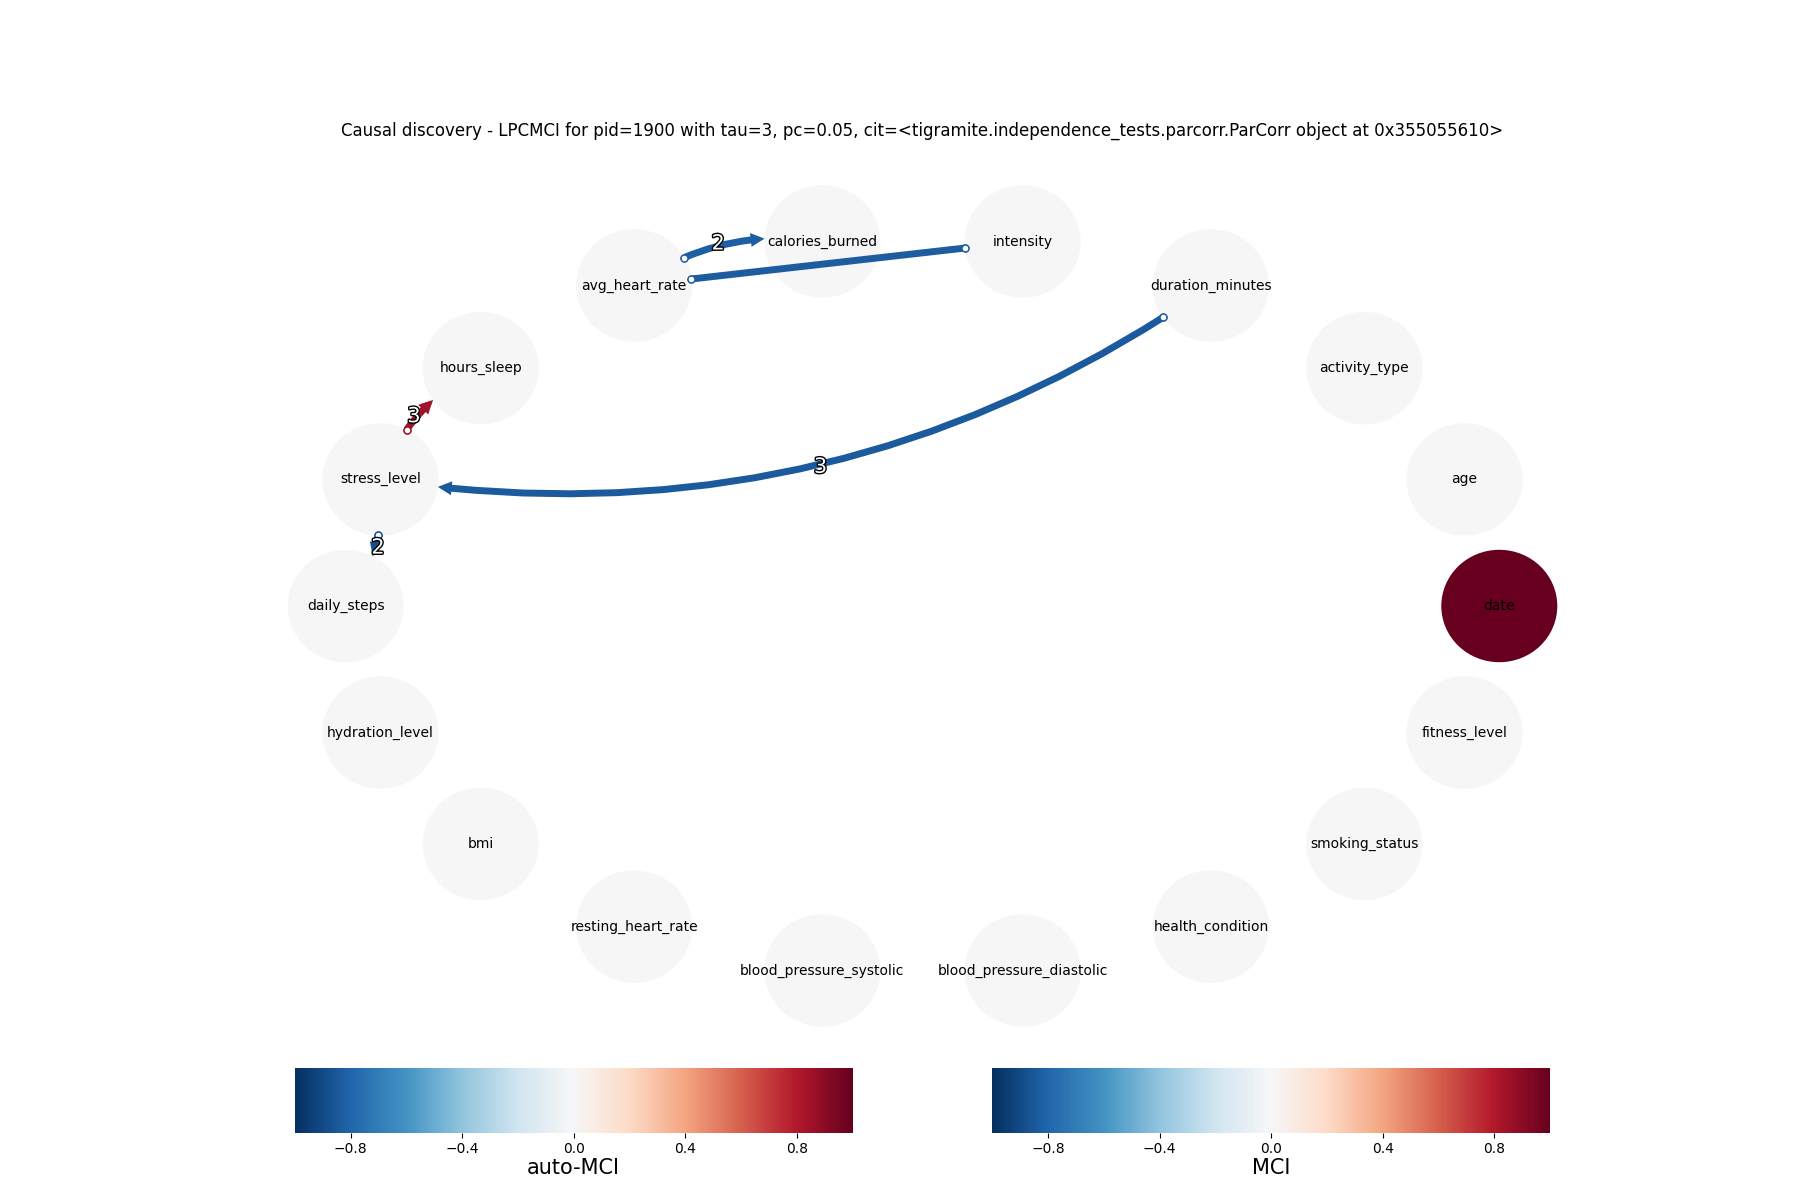 Causal discovery - LPCMCI for pid=1900 with tau=3, pc=0.05, cit=<tigramite.independence_tests.parcorr.ParCorr object at 0x355055610>
calories_burned
intensity
2
avg_heart_rate
duration_minutes
hours_sleep
activity_type
3
3
stress_level
age
2
daily_steps
date
hydration_level
fitness_level
bmi
smoking_status
resting_heart_rate
health_condition
blood_pressure_systolic
blood_pressure_diastolic
−0.8 −0.4 0.0 0.4 0.8
auto-MCI
−0.8 −0.4 0.0 0.4 0.8
MCI